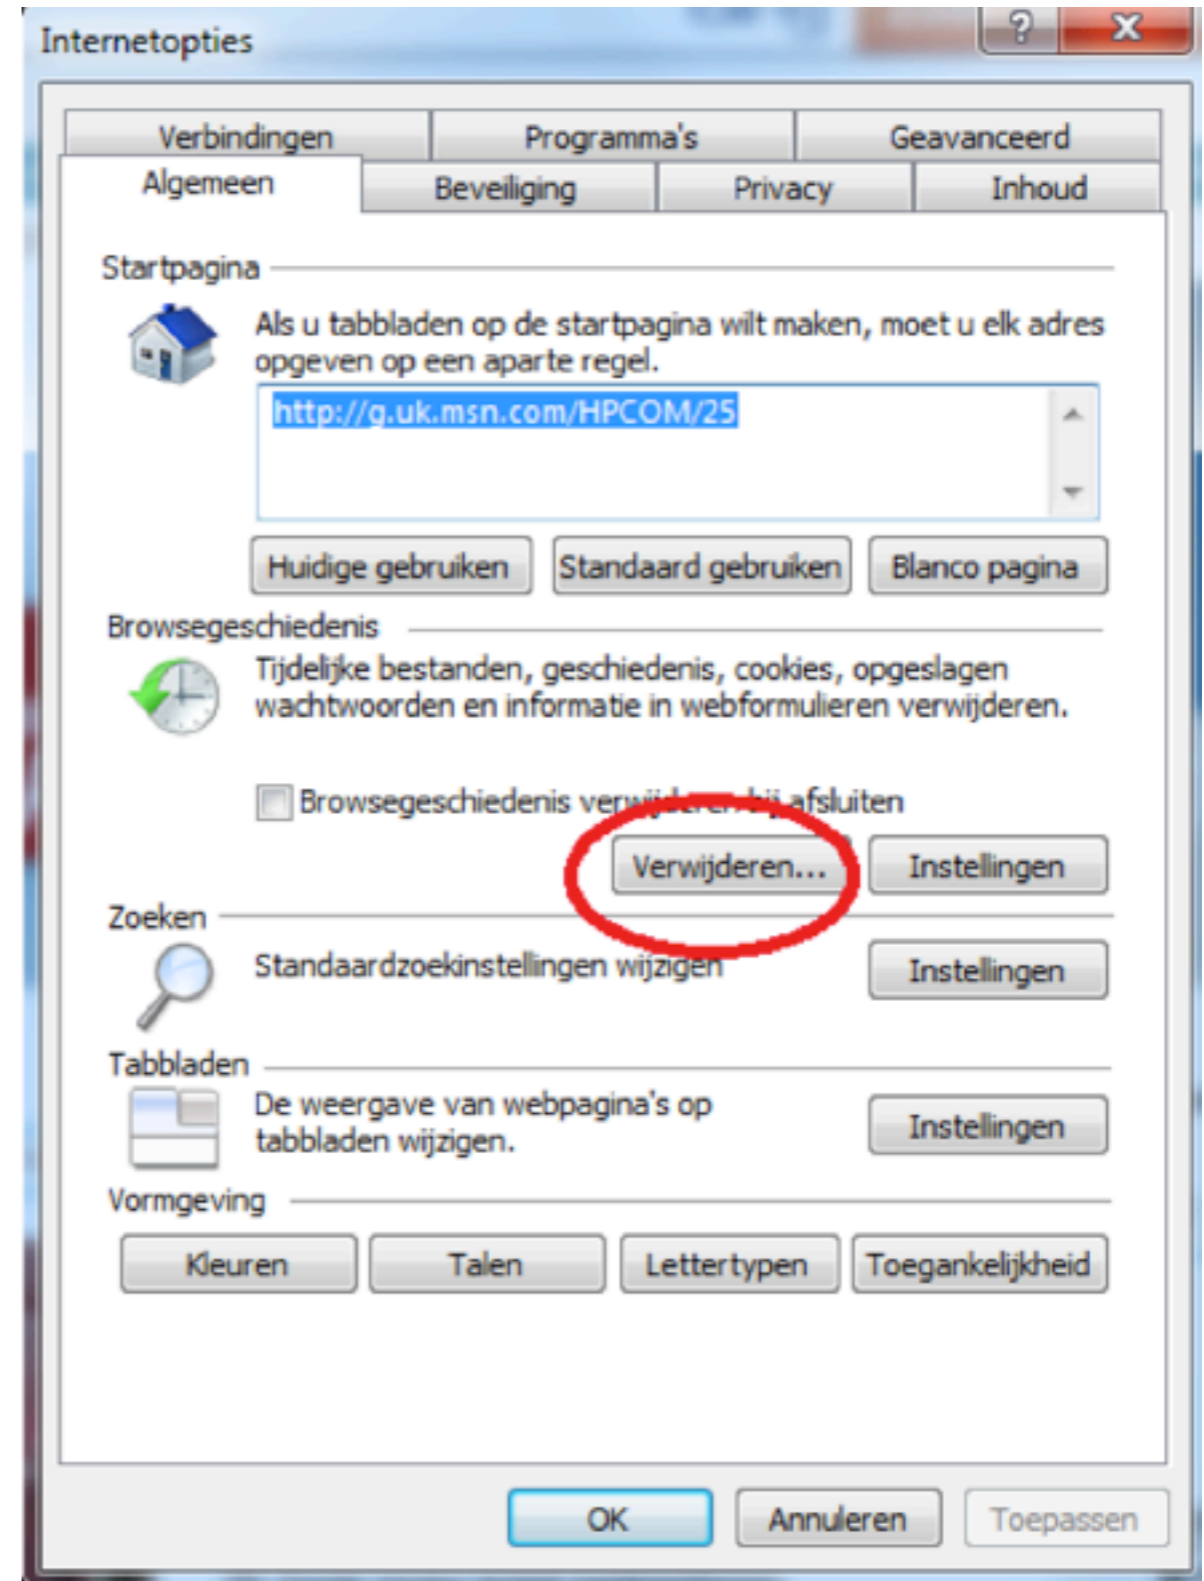 Internetopties
?
X
Verbindingen Programma's Geavanceerd
Algemeen Beveiliging Privacy Inhoud
Startpagina
Als u tabbladen op de startpagina wilt maken, moet u elk adres
opgeven op een aparte regel.
http://g.uk.msn.com/HPCOM/25
Huidige gebruiken Standaard gebruiken Blanco pagina
Browsegeschiedenis
Tijdelijke bestanden, geschiedenis, cookies, opgeslagen
wachtwoorden en informatie in webformulieren verwijderen.
Browsegeschiedenis verwijderen bij afsluiten
Verwijderen... Instellingen
Zoeken
Standaardzoekinstellingen wijzigen Instellingen
Tabbladen
De weergave van webpagina's op
tabbladen wijzigen.
Instellingen
Vormgeving
Kleuren Talen Lettertypen Toegankelijkheid
OK Annuleren Toepassen